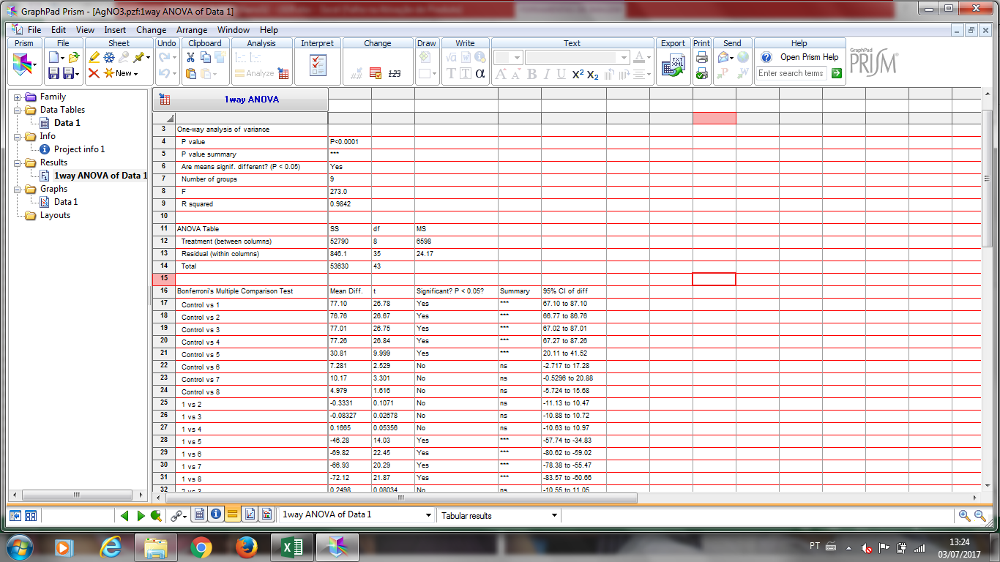 GraphPad Prism - [AgNO3.pzf:1way ANOVA of Data 1]
File Edit View Insert Change Arrange Window Help
Prism File Sheet Undo Clipboard Analysis Interpret Change Draw Write Text Export Print Send Help
New
Analyze
123
√α W
T T α
A A B I U X² X₂
TXT XML
P W
Open Prism Help
Enter search terms
GraphPad PRISM
Family
Data Tables
Data 1
Info
Project info 1
Results
1way ANOVA of Data 1
Graphs
Data 1
Layouts
1way ANOVA
3 One-way analysis of variance
4 P value P<0.0001
5 P value summary ***
6 Are means signif. different? (P < 0.05) Yes
7 Number of groups 9
8 F 273.0
9 R squared 0.9842
10
11 ANOVA Table SS df MS
12 Treatment (between columns) 52790 8 6598
13 Residual (within columns) 846.1 35 24.17
14 Total 53630 43
15
16 Bonferroni's Multiple Comparison Test Mean Diff. t Significant? P < 0.05? Summary 95% CI of diff
17 Control vs 1 77.10 26.78 Yes *** 67.10 to 87.10
18 Control vs 2 76.76 26.67 Yes *** 66.77 to 86.76
19 Control vs 3 77.01 26.75 Yes *** 67.02 to 87.01
20 Control vs 4 77.26 26.84 Yes *** 67.27 to 87.26
21 Control vs 5 30.81 9.999 Yes *** 20.11 to 41.52
22 Control vs 6 7.281 2.529 No ns -2.717 to 17.28
23 Control vs 7 10.17 3.301 No ns -0.5296 to 20.88
24 Control vs 8 4.979 1.616 No ns -5.724 to 15.68
25 1 vs 2 -0.3331 0.1071 No ns -11.13 to 10.47
26 1 vs 3 -0.08327 0.02678 No ns -10.88 to 10.72
27 1 vs 4 0.1665 0.05356 No ns -10.63 to 10.97
28 1 vs 5 -46.28 14.03 Yes *** -57.74 to -34.83
29 1 vs 6 -69.82 22.45 Yes *** -80.62 to -59.02
30 1 vs 7 -66.93 20.29 Yes *** -78.38 to -55.47
31 1 vs 8 -72.12 21.87 Yes *** -83.57 to -60.66
32 2 vs 3 0.2498 0.08034 No ns -10.55 to 11.05
1way ANOVA of Data 1 Tabular results
PT 13:24
03/07/2017